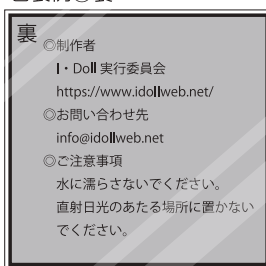 裏
◎制作者
I・Doll 実行委員会
https://www.idollweb.net/
◎お問い合わせ先
info@idollweb.net
◎ご注意事項
水に濡らさないでください。
直射日光のあたる場所に置かない
でください。